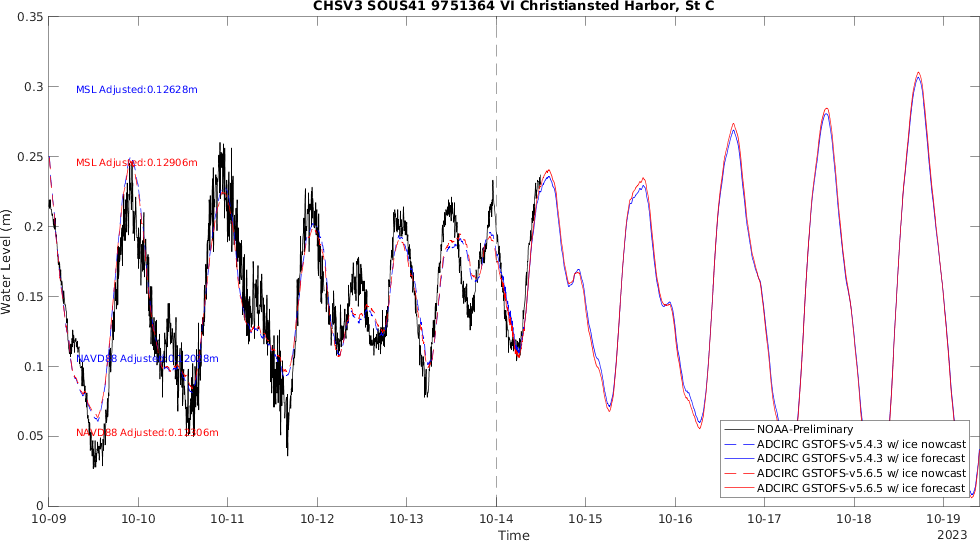 CHSV3 SOUS41 9751364 VI Christiansted Harbor, St C
0.35
0.3
0.25
0.2
0.15
0.1
0.05
0
Water Level (m)
MSL Adjusted:0.12628m
MSL Adjusted:0.12906m
NAVD88 Adjusted:
NAVD88 Adjusted:
NOAA-Preliminary
ADCIRC GSTOFS-v5.4.3 w/ ice nowcast
ADCIRC GSTOFS-v5.4.3 w/ ice forecast
ADCIRC GSTOFS-v5.6.5 w/ ice nowcast
ADCIRC GSTOFS-v5.6.5 w/ ice forecast
10-09 10-10 10-11 10-12 10-13 10-14 10-15 10-16 10-17 10-18 10-19
Time
2023